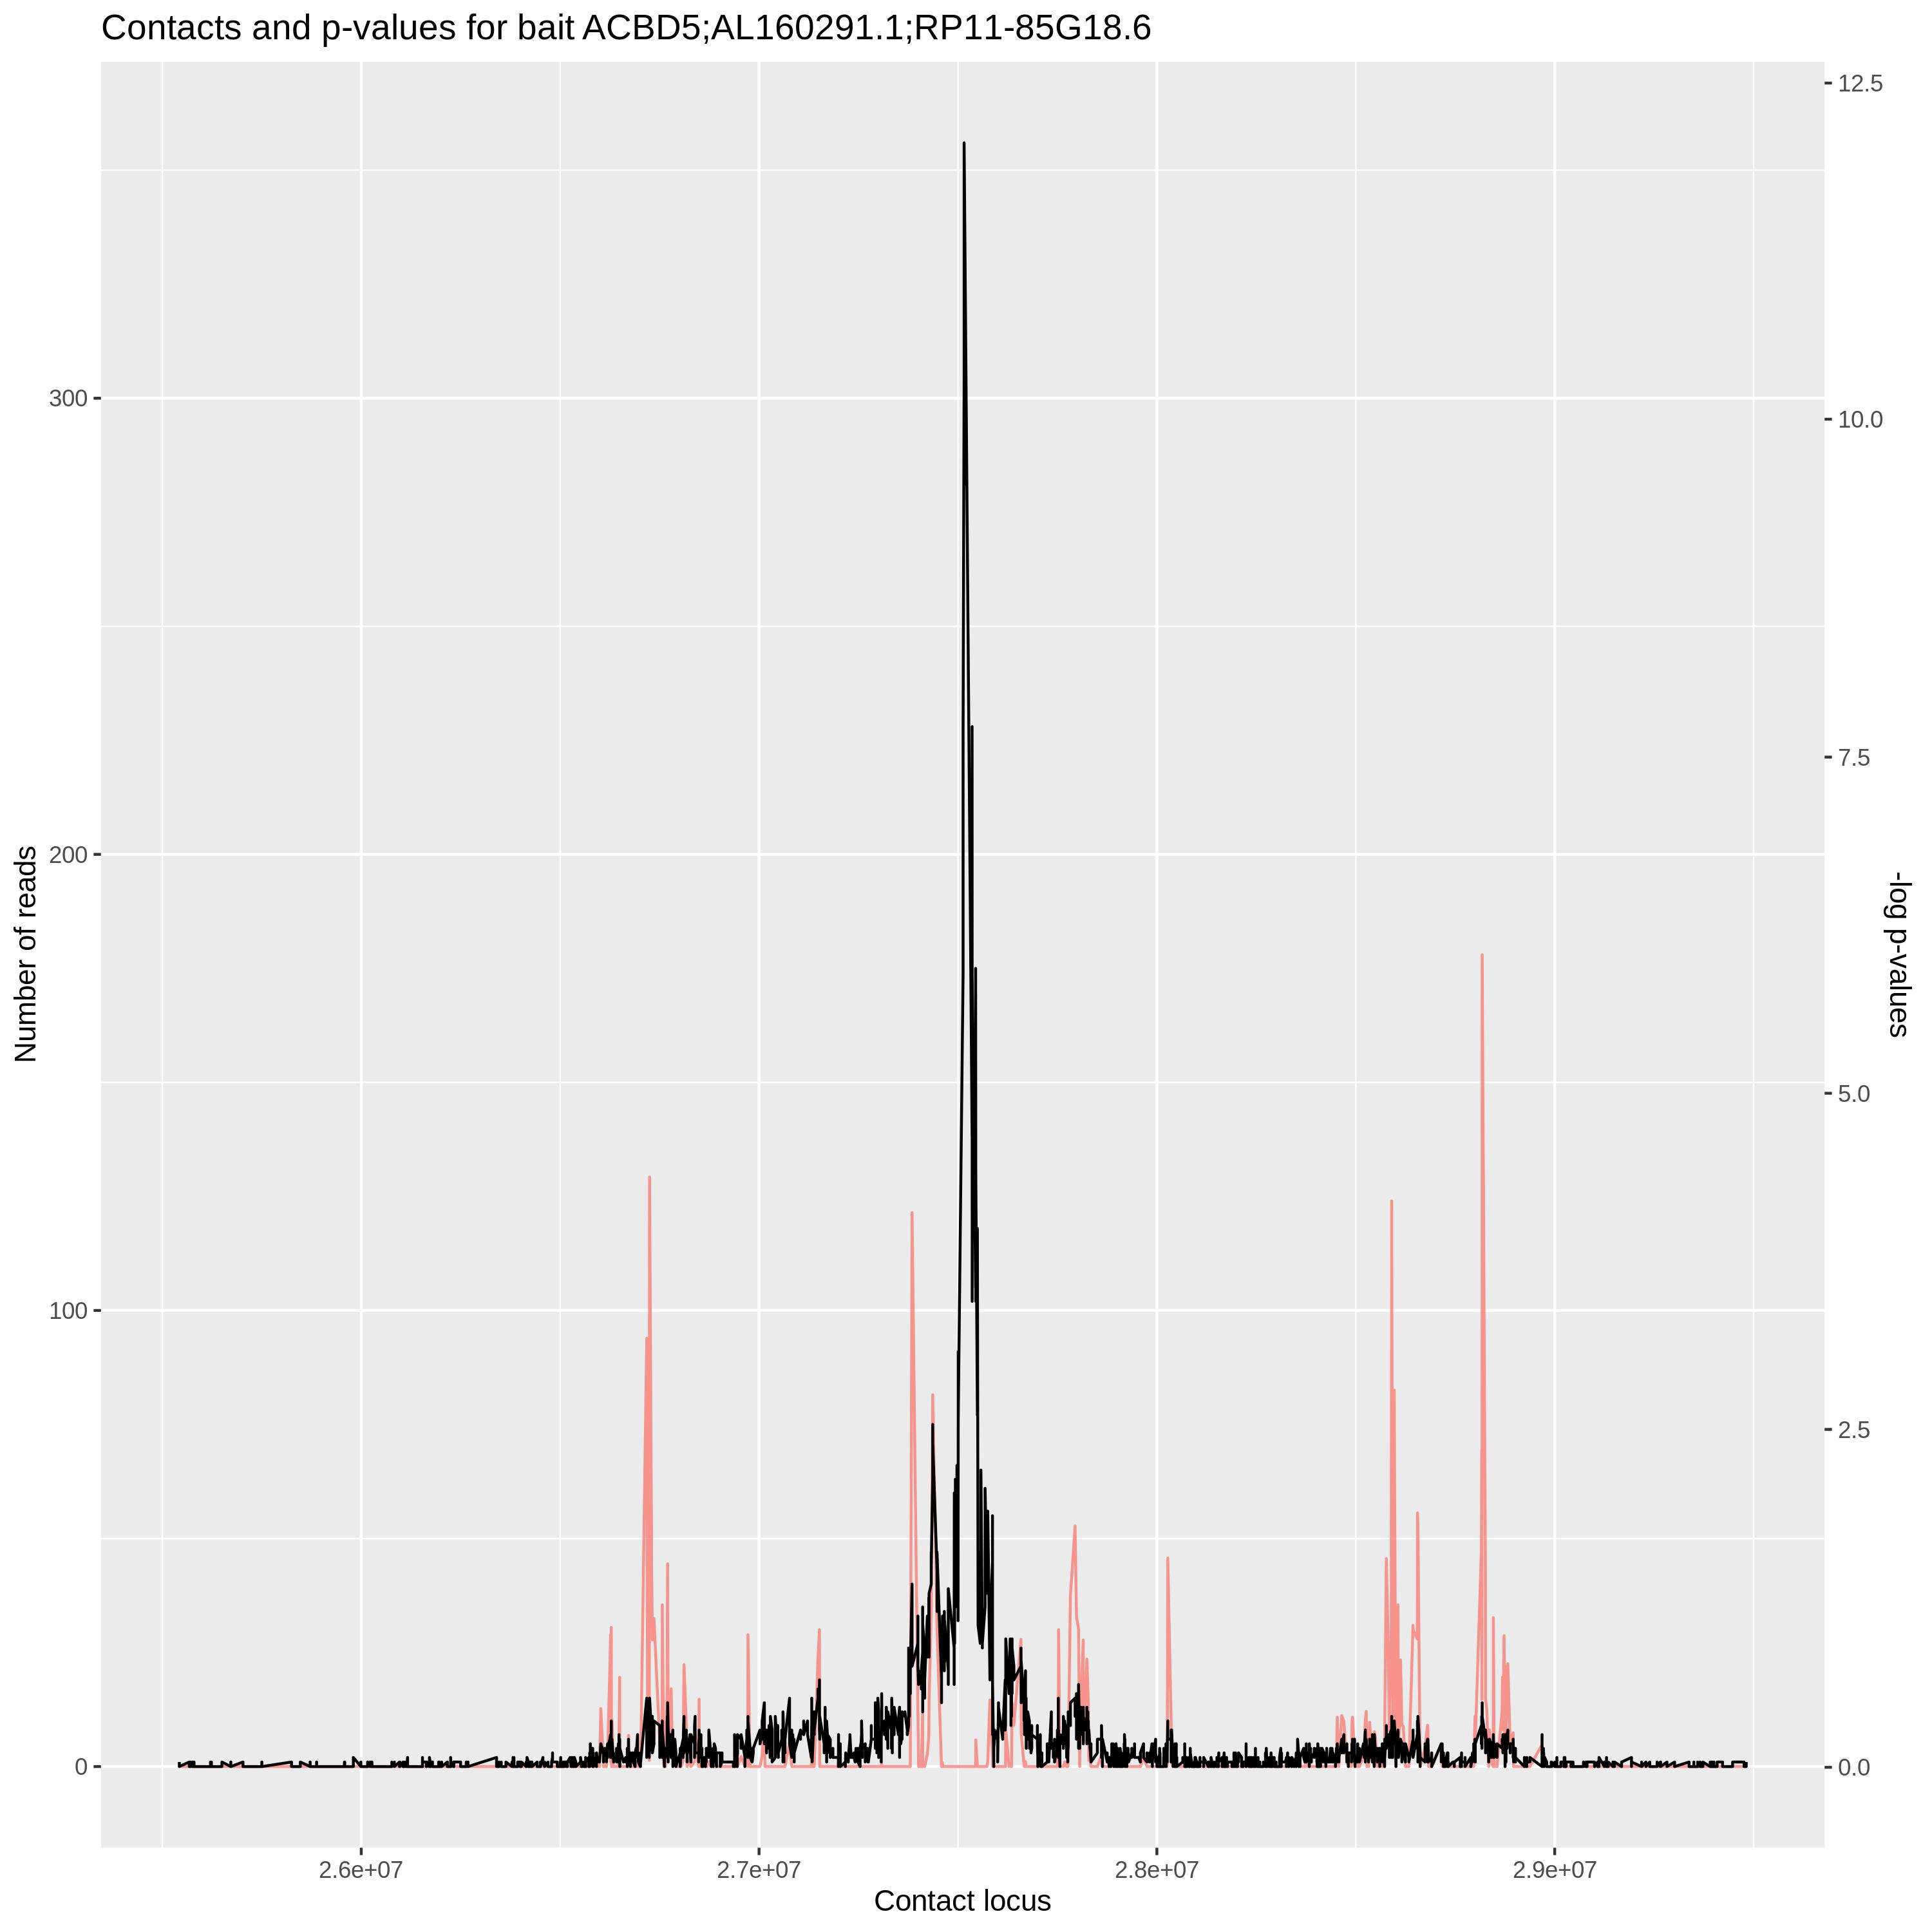 Contacts and p-values for bait ACBD5;AL160291.1;RP11-85G18.6
Number of reads
300
200
100
0
12.5
10.0
7.5
5.0
2.5
0.0
-log p-values
2.6e+07
2.7e+07
2.8e+07
2.9e+07
Contact locus